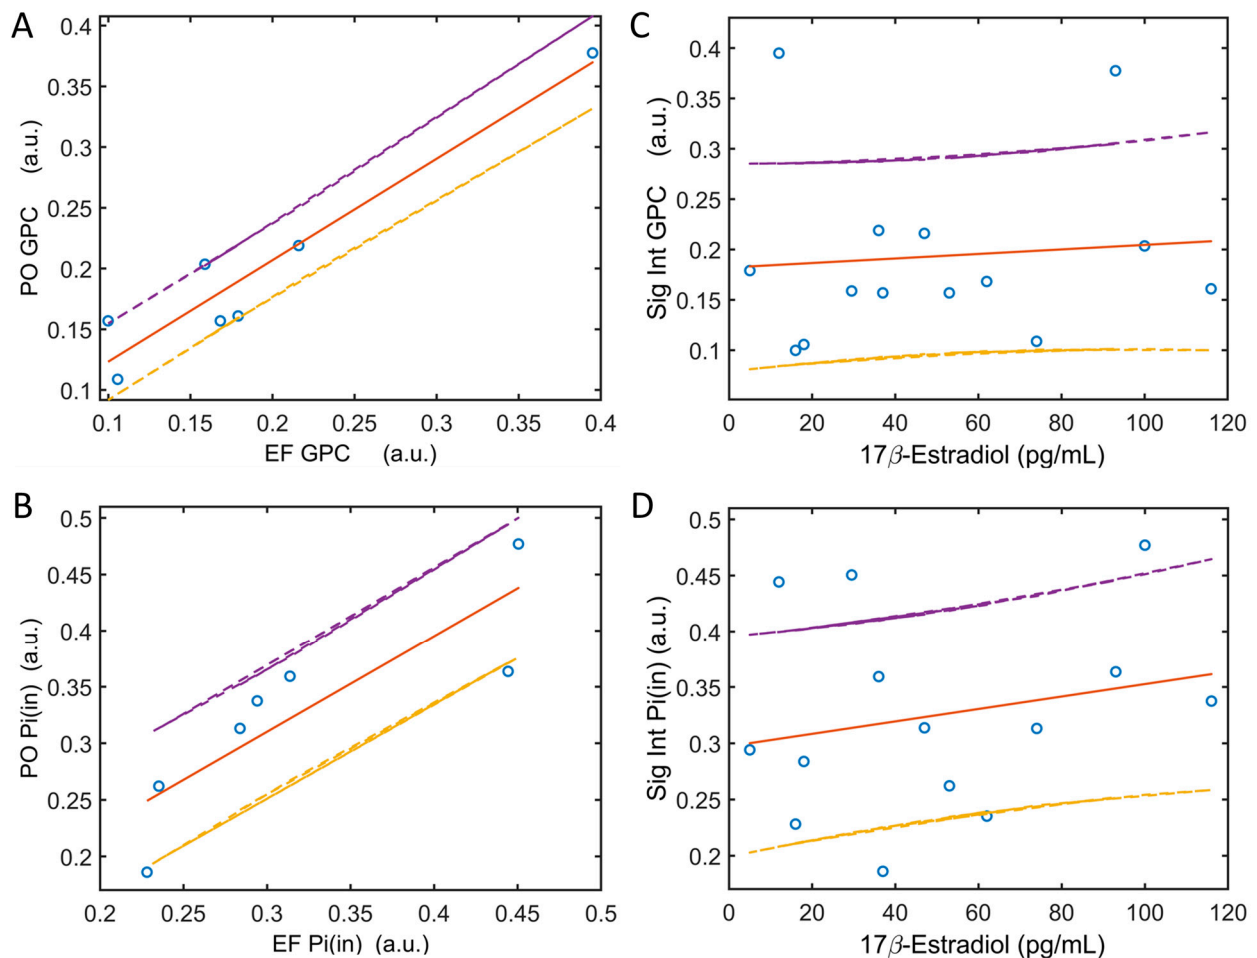 A
0.4
0.35
0.3
0.25
0.2
0.15
0.1
PO GPC (a.u.)
0.1 0.15 0.2 0.25 0.3 0.35 0.4
EF GPC (a.u.)
C
0.4
0.35
0.3
0.25
0.2
0.15
0.1
Sig Int GPC (a.u.)
0 20 40 60 80 100 120
17β-Estradiol (pg/mL)
B
0.5
0.45
0.4
0.35
0.3
0.25
0.2
PO Pi(in) (a.u.)
0.2 0.25 0.3 0.35 0.4 0.45 0.5
EF Pi(in) (a.u.)
D
0.5
0.45
0.4
0.35
0.3
0.25
0.2
Sig Int Pi(in) (a.u.)
0 20 40 60 80 100 120
17β-Estradiol (pg/mL)